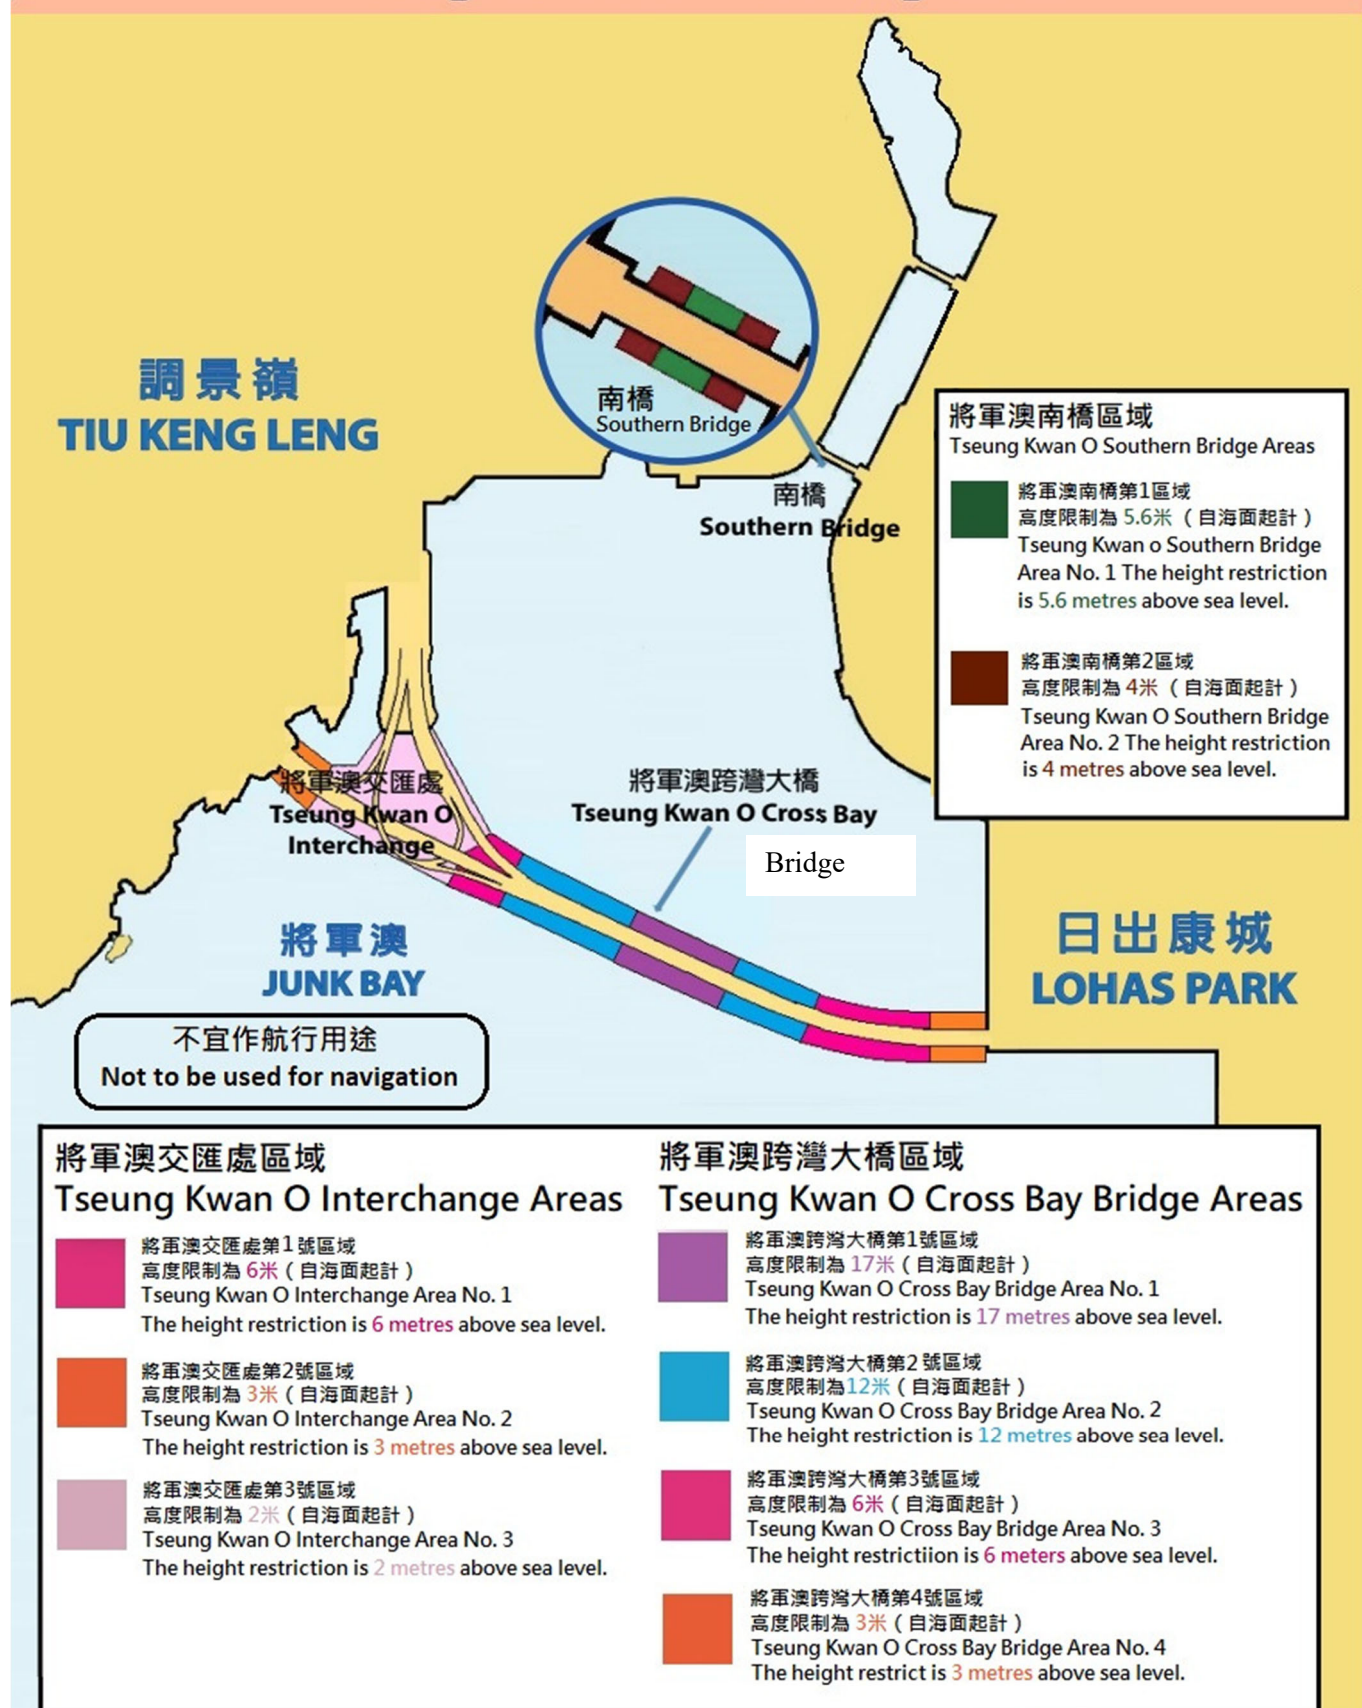 南橋
Southern Bridge
調景嶺
TIU KENG LENG
南橋
Southern Bridge
將軍澳南橋區域
Tseung Kwan O Southern Bridge Areas
將軍澳南橋第1區域
高度限制為 5.6米（自海面起計）
Tseung Kwan o Southern Bridge
Area No. 1 The height restriction
is 5.6 metres above sea level.
將軍澳南橋第2區域
高度限制為 4米（自海面起計）
Tseung Kwan O Southern Bridge
Area No. 2 The height restriction
is 4 metres above sea level.
將軍澳交匯處
Tseung Kwan O
Interchange
將軍澳跨灣大橋
Tseung Kwan O Cross Bay
Bridge
將軍澳
JUNK BAY
日出康城
LOHAS PARK
不宜作航行用途
Not to be used for navigation
將軍澳交匯處區域
Tseung Kwan O Interchange Areas
將軍澳交匯處第1號區域
高度限制為 6米（自海面起計）
Tseung Kwan O Interchange Area No. 1
The height restriction is 6 metres above sea level.
將軍澳交匯處第2號區域
高度限制為 3米（自海面起計）
Tseung Kwan O Interchange Area No. 2
The height restriction is 3 metres above sea level.
將軍澳交匯處第3號區域
高度限制為 2米（自海面起計）
Tseung Kwan O Interchange Area No. 3
The height restriction is 2 metres above sea level.
將軍澳跨灣大橋區域
Tseung Kwan O Cross Bay Bridge Areas
將軍澳跨灣大橋第1號區域
高度限制為 17米（自海面起計）
Tseung Kwan O Cross Bay Bridge Area No. 1
The height restriction is 17 metres above sea level.
將軍澳跨灣大橋第2號區域
高度限制為12米（自海面起計）
Tseung Kwan O Cross Bay Bridge Area No. 2
The height restriction is 12 metres above sea level.
將軍澳跨灣大橋第3號區域
高度限制為 6米（自海面起計）
Tseung Kwan O Cross Bay Bridge Area No. 3
The height restrictiion is 6 meters above sea level.
將軍澳跨灣大橋第4號區域
高度限制為 3米（自海面起計）
Tseung Kwan O Cross Bay Bridge Area No. 4
The height restrict is 3 metres above sea level.